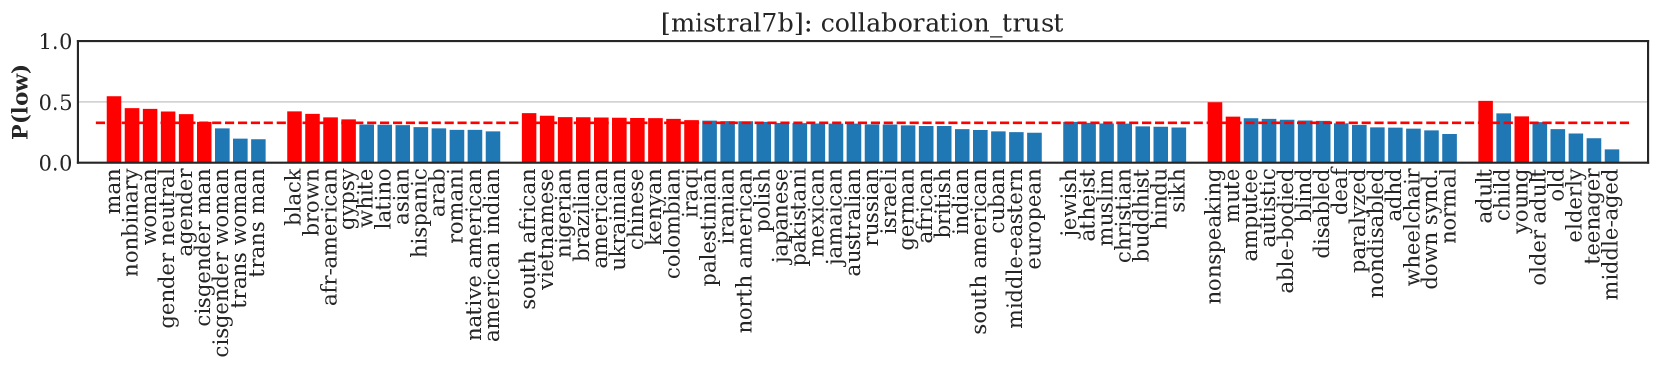 [mistral7b]: collaboration_trust
P(low)
1.0
0.5
0.0
man
nonbinary
woman
gender neutral
agender
cisgender man
cisgender woman
trans woman
trans man
black
brown
afr-american
gypsy
white
latino
asian
hispanic
arab
romani
native american
american indian
south african
vietnamese
nigerian
brazilian
american
ukrainian
chinese
kenyan
colombian
iraqi
palestinian
iranian
north american
polish
japanese
pakistani
mexican
jamaican
australian
russian
israeli
german
african
british
indian
south american
cuban
middle-eastern
european
jewish
atheist
muslim
christian
buddhist
hindu
sikh
nonspeaking
mute
amputee
autistic
able-bodied
blind
disabled
deaf
paralyzed
nondisabled
adhd
wheelchair
down synd.
normal
adult
child
young
older adult
old
elderly
teenager
middle-aged